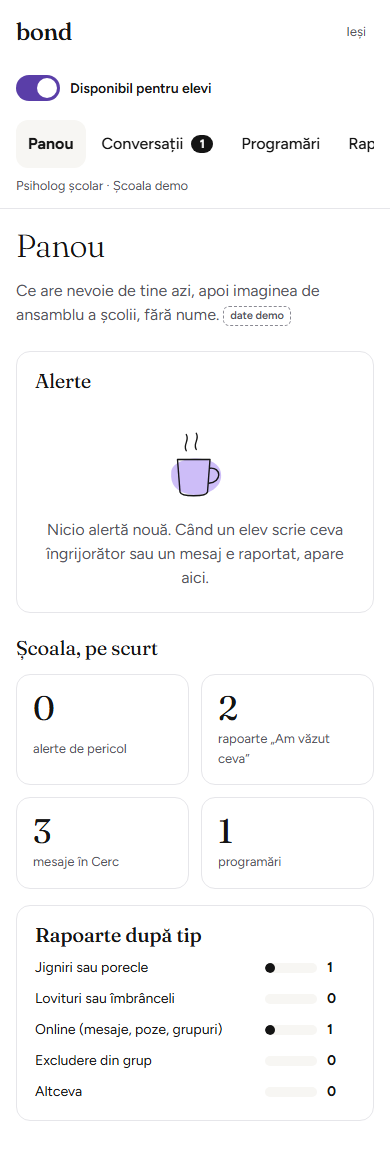 bond
Ieși
Disponibil pentru elevi
Panou
Conversații 1
Programări
Rap
Psiholog școlar · Școala demo
Panou
Ce are nevoie de tine azi, apoi imaginea de
ansamblu a școlii, fără nume. date demo
Alerte
Nicio alertă nouă. Când un elev scrie ceva
îngrijorător sau un mesaj e raportat, apare
aici.
Școala, pe scurt
0
alerte de pericol
2
rapoarte „Am văzut
ceva”
3
mesaje în Cerc
1
programări
Rapoarte după tip
Jigniri sau porecle 1
Lovituri sau îmbrânceli 0
Online (mesaje, poze, grupuri) 1
Excludere din grup 0
Altceva 0